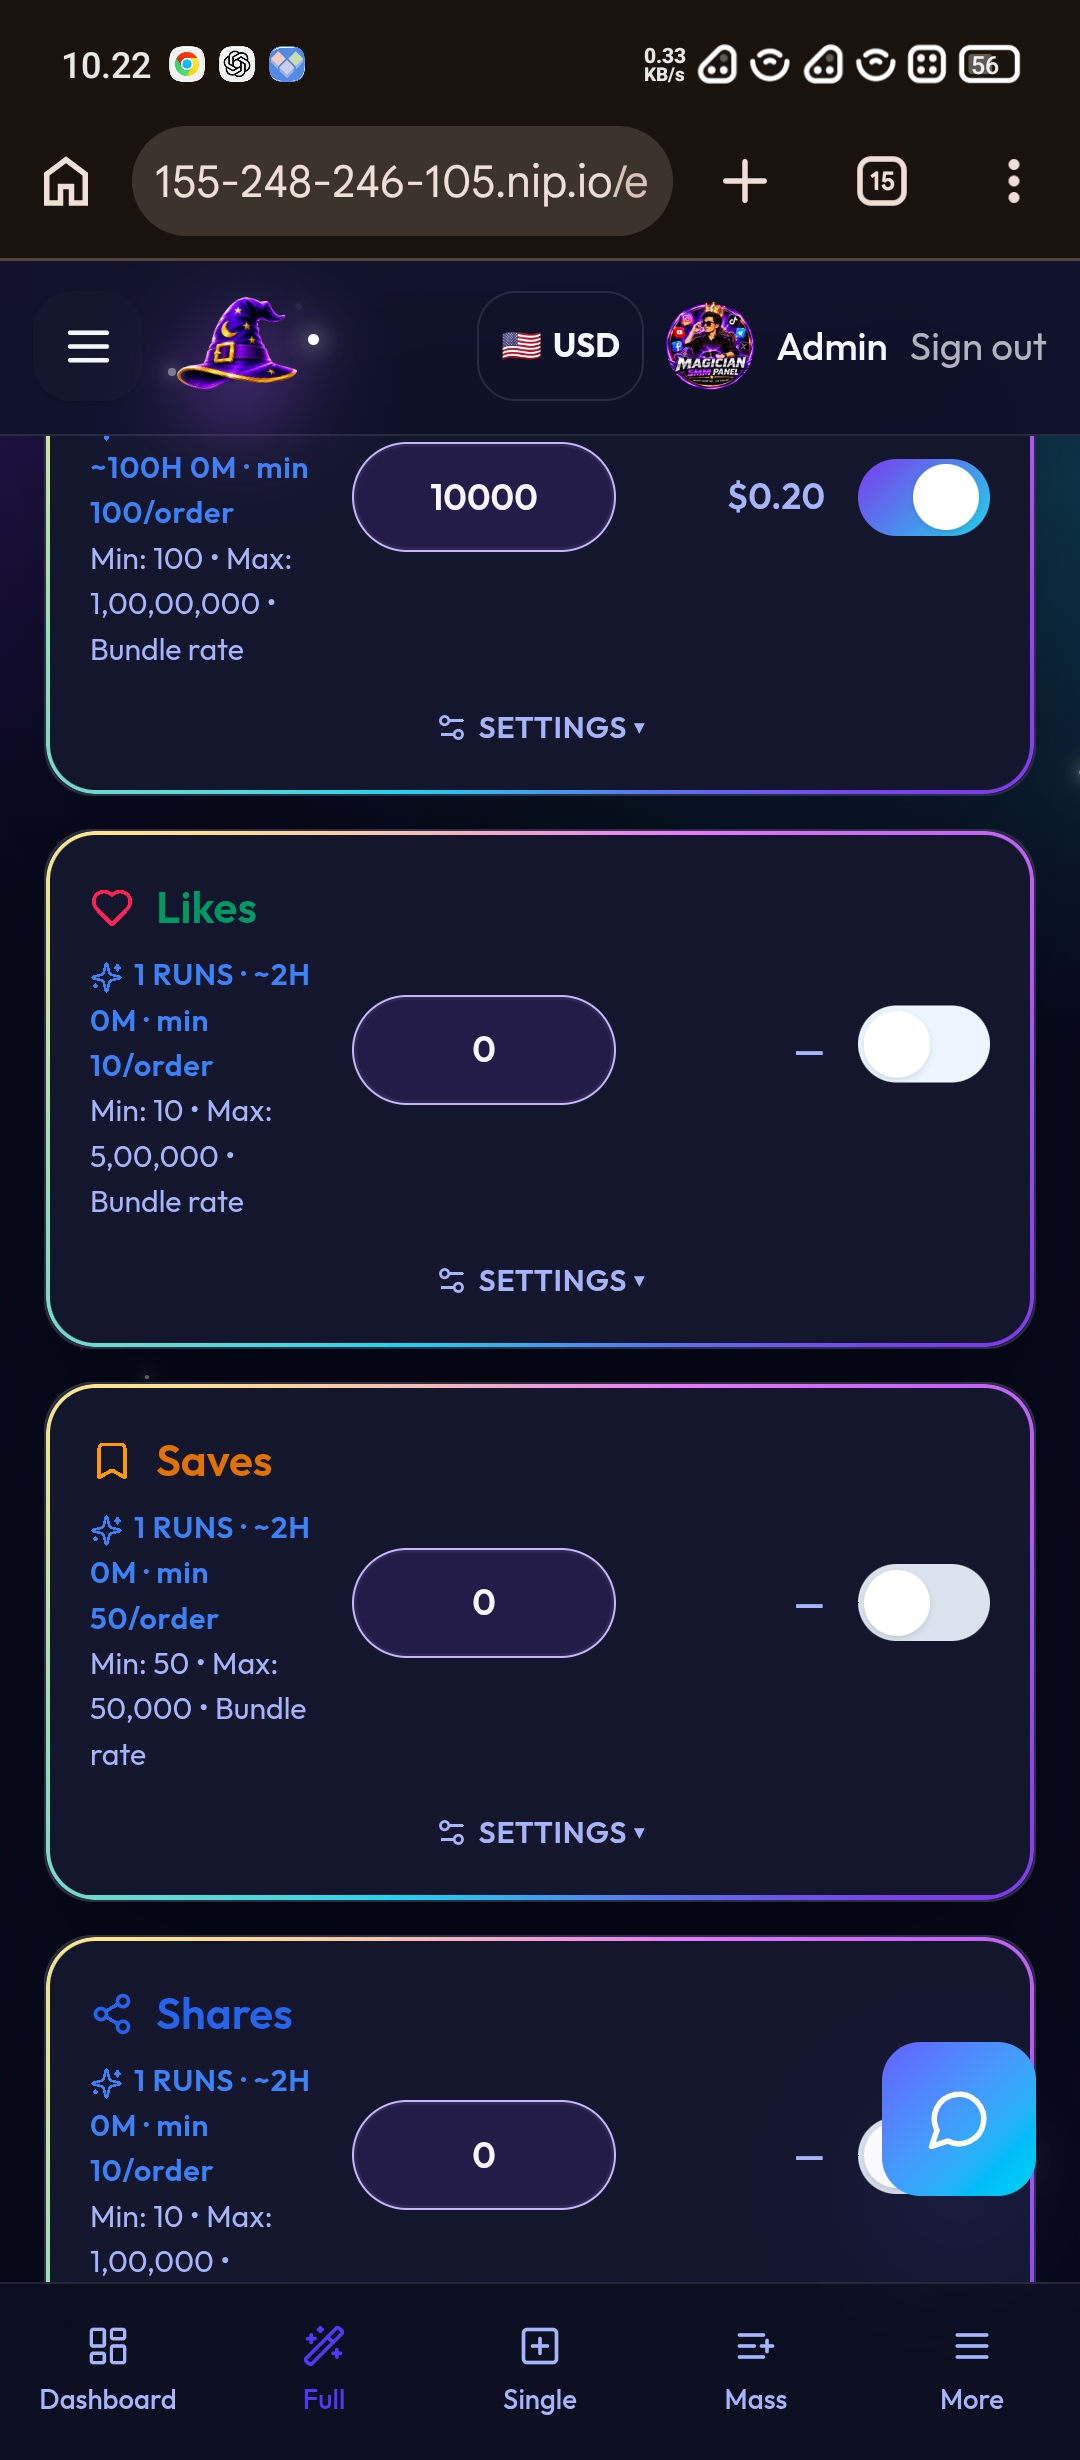 10.22
0.33
KB/s
56
155-248-246-105.nip.io/e
15
USD
MAGICIAN
SMM PANEL
Admin
Sign out
~100H 0M · min
100/order
Min: 100 • Max:
1,00,00,000 •
Bundle rate
10000
$0.20
SETTINGS ▾
Likes
1 RUNS · ~2H
0M · min
10/order
Min: 10 • Max:
5,00,000 •
Bundle rate
0
—
SETTINGS ▾
Saves
1 RUNS · ~2H
0M · min
50/order
Min: 50 • Max:
50,000 • Bundle
rate
0
—
SETTINGS ▾
Shares
1 RUNS · ~2H
0M · min
10/order
Min: 10 • Max:
1,00,000 •
0
—
Dashboard
Full
Single
Mass
More